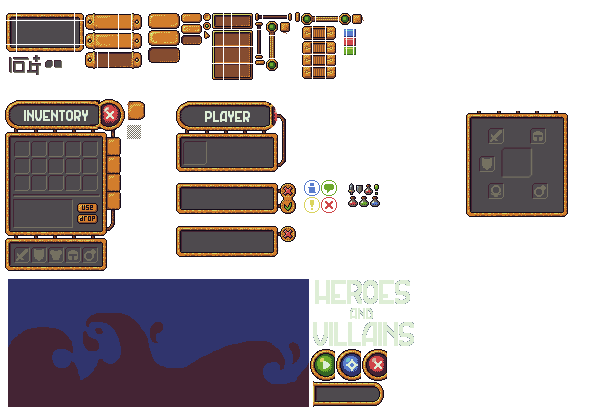 INVENTORY
PLAYER
use
drop
HEROES
AND
VILLAINS